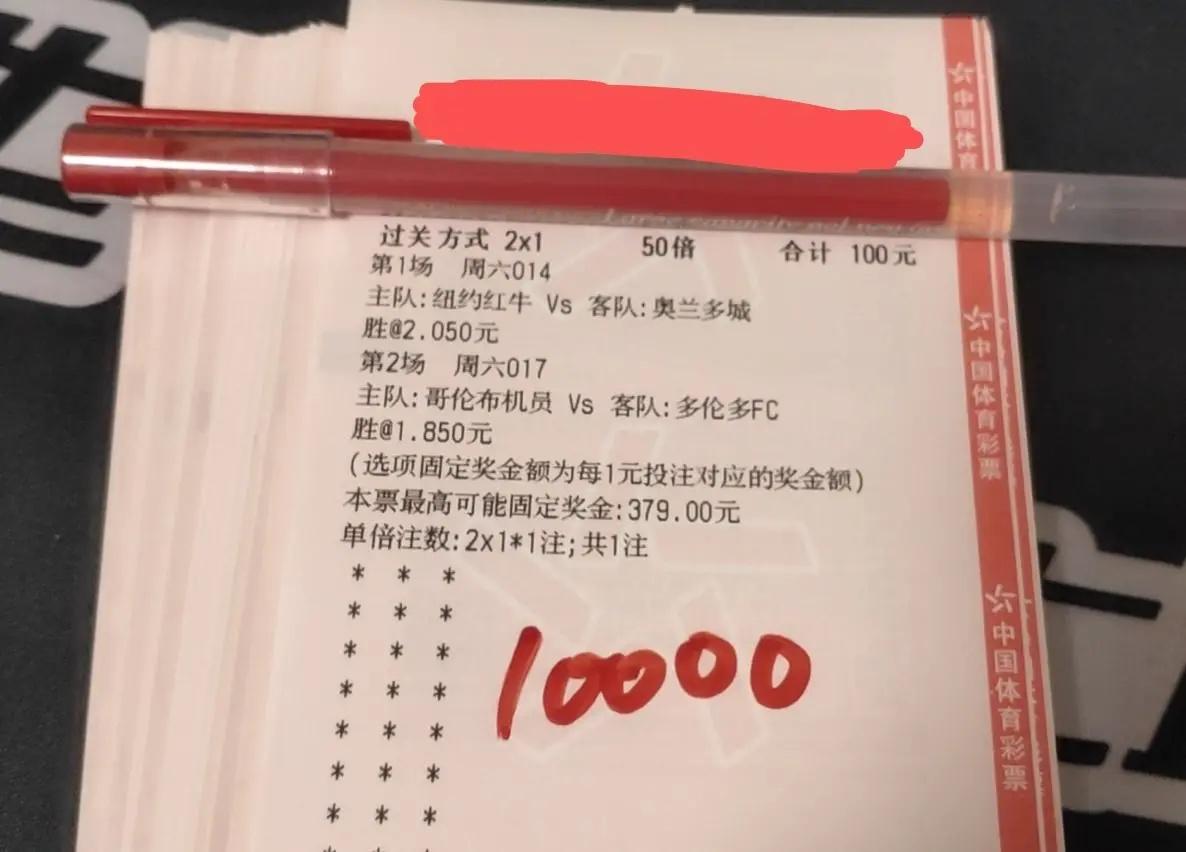 过关方式 2x1 50倍 合计 100元
第1场 周六014
主队:纽约红牛 Vs 客队:奥兰多城
胜@2.050元
第2场 周六017
主队:哥伦布机员 Vs 客队:多伦多FC
胜@1.850元
(选项固定奖金额为每1元投注对应的奖金额)
本票最高可能固定奖金:379.00元
单倍注数:2x1*1注;共1注
* * *
* * *
* * *
* * *
* * *
* * *
* * *
10000
中国体育
中国体育彩票
中国体育彩票